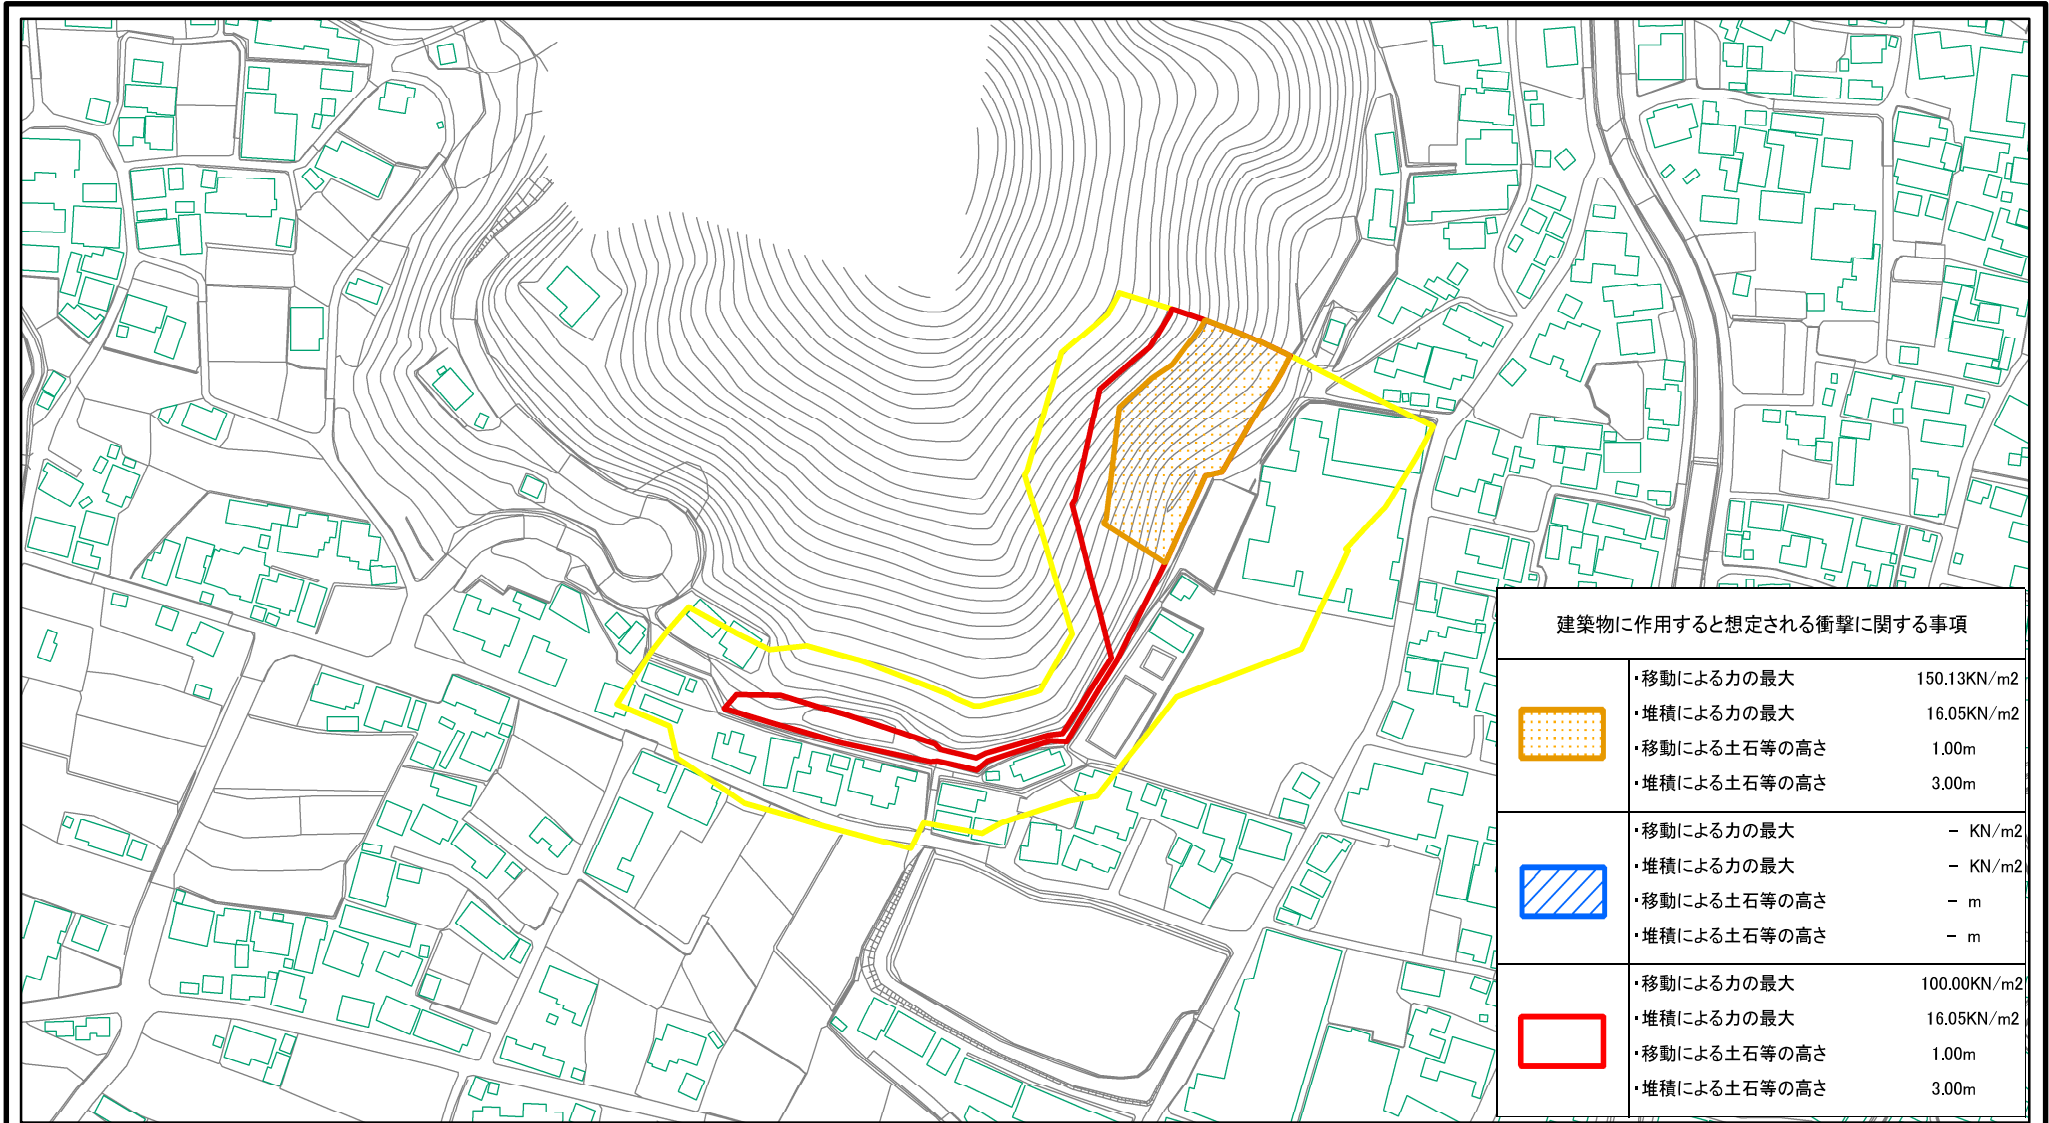 建築物に作用すると想定される衝撃に関する事項
・移動による力の最大 150.13KN/m2
・堆積による力の最大 16.05KN/m2
・移動による土石等の高さ 1.00m
・堆積による土石等の高さ 3.00m
・移動による力の最大 － KN/m2
・堆積による力の最大 － KN/m2
・移動による土石等の高さ － m
・堆積による土石等の高さ － m
・移動による力の最大 100.00KN/m2
・堆積による力の最大 16.05KN/m2
・移動による土石等の高さ 1.00m
・堆積による土石等の高さ 3.00m